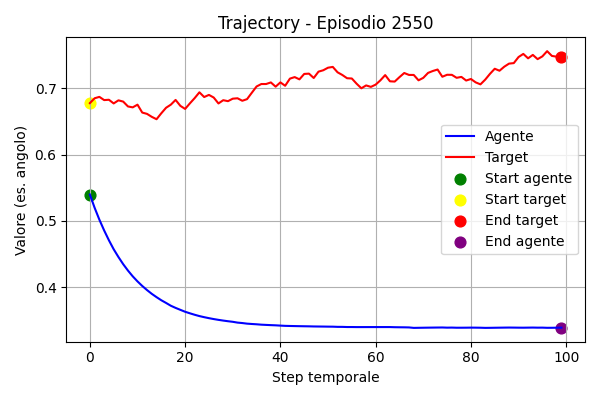 Trajectory - Episodio 2550
Valore (es. angolo)
0.7
0.6
0.5
0.4
Agente
Target
Start agente
Start target
End target
End agente
0 20 40 60 80 100
Step temporale